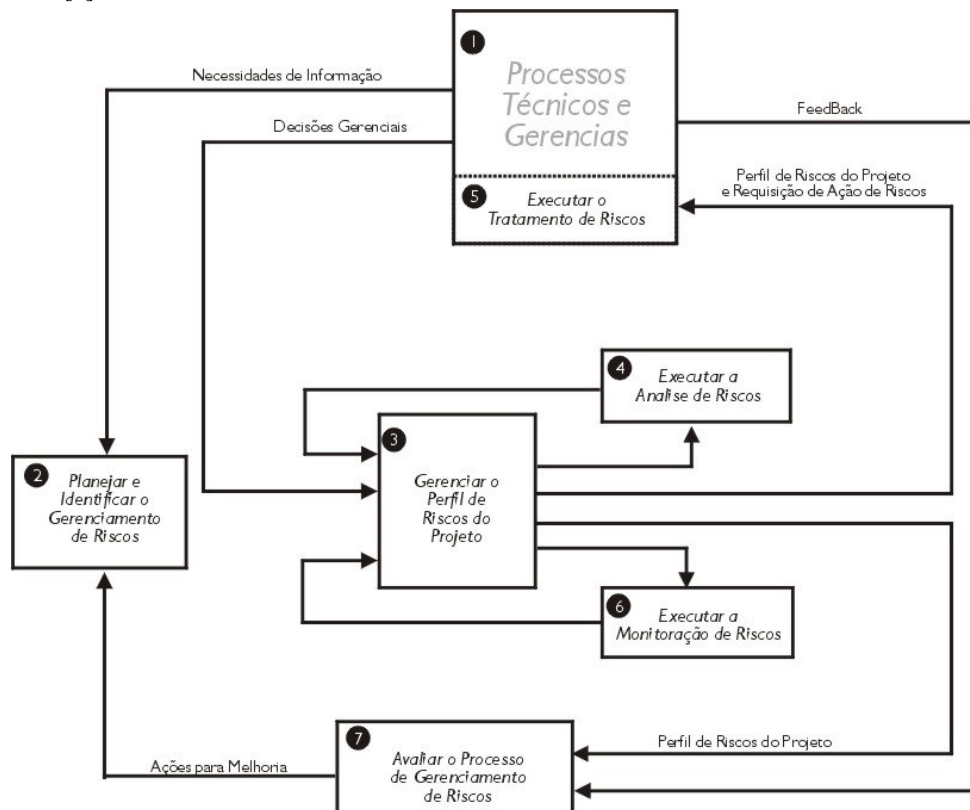 1
Processos
Técnicos e
Gerencias
Necessidades de Informação
Decisões Gerenciais
FeedBack
Perfil de Riscos do Projeto
e Requisição de Ação de Riscos
5
Executar o
Tratamento de Riscos
4
Executar a
Analise de Riscos
3
Gerenciar o
Perfil de
Riscos do
Projeto
2
Planejar e
Identificar o
Gerenciamento
de Riscos
6
Executar a
Monitoração de Riscos
7
Avaliar o Processo
de Gerenciamento
de Riscos
Perfil de Riscos do Projeto
Ações para Melhoria